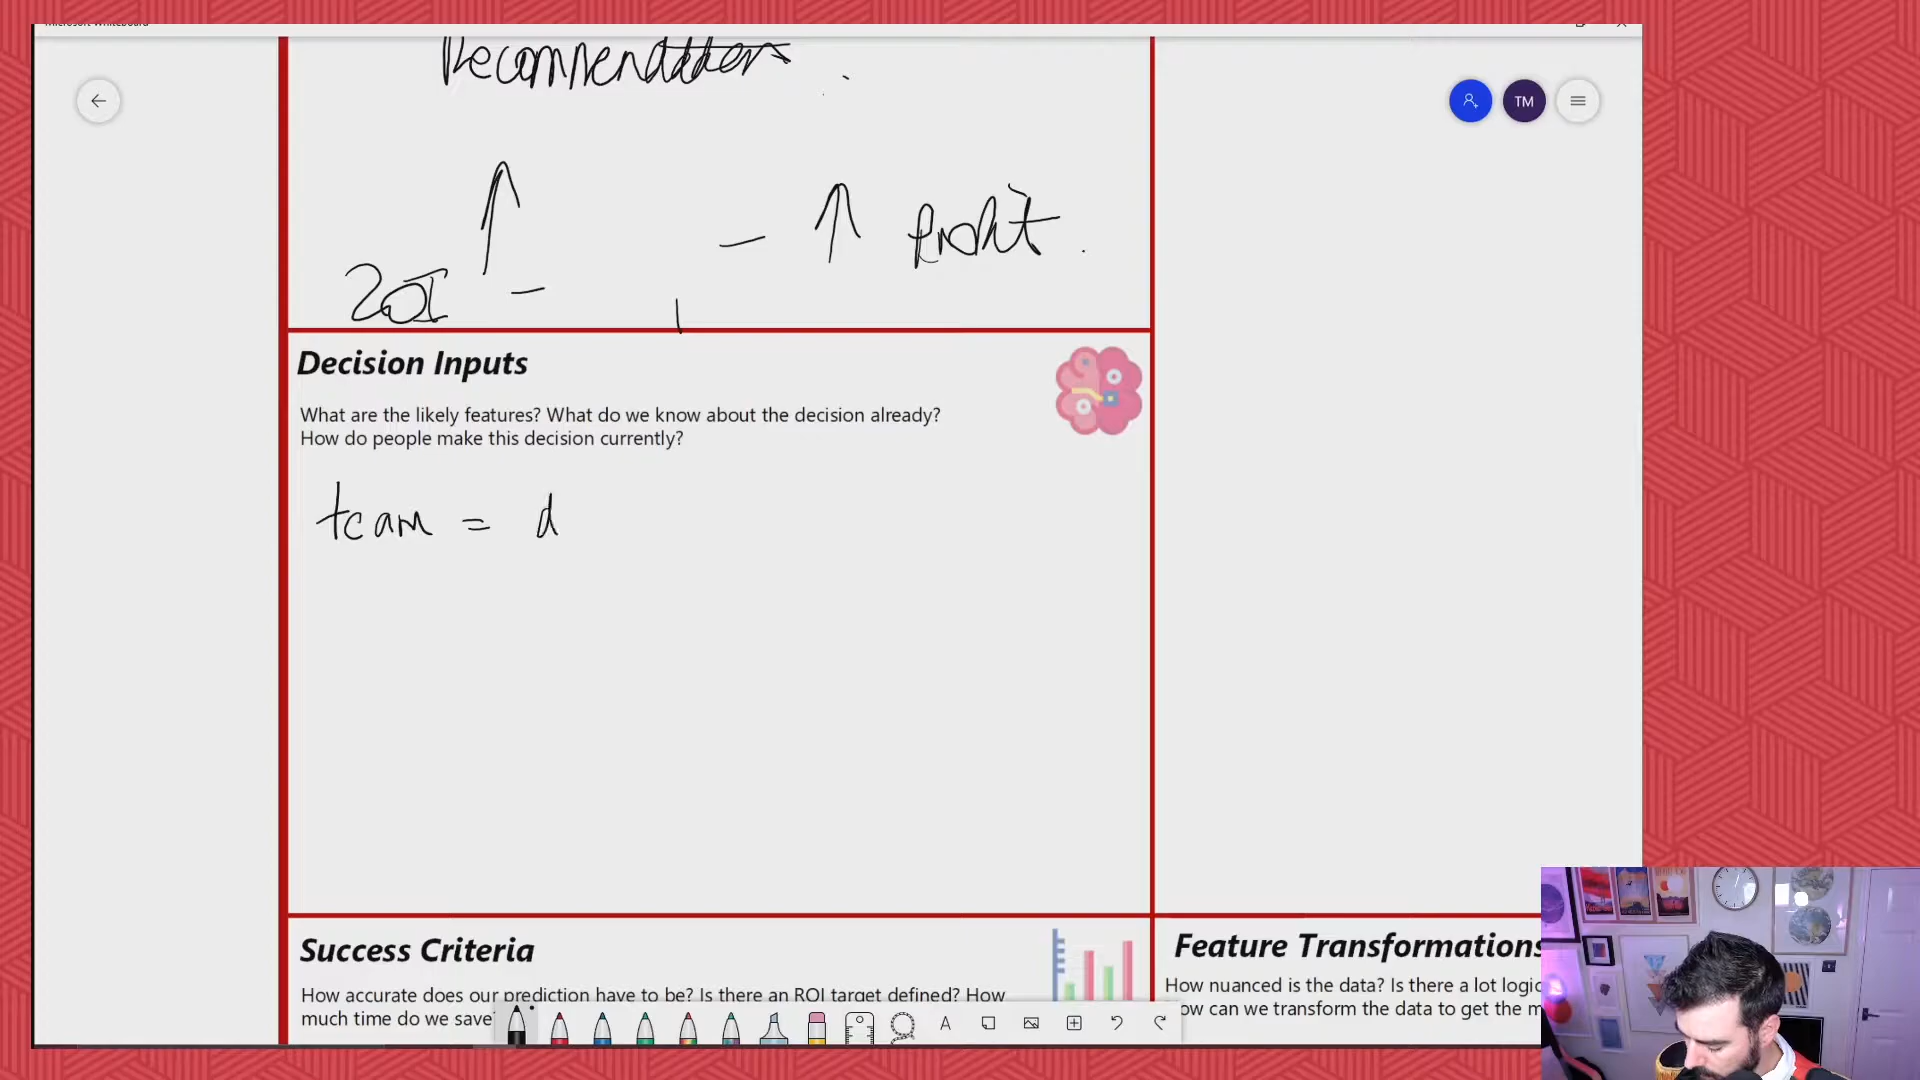 Microsoft Whiteboard
Recommendations
TM
Profit
Decision Inputs
What are the likely features? What do we know about the decision already?
How do people make this decision currently?
team = d
Success Criteria
How accurate does our prediction have to be? Is there an ROI target defined? How
much time do we save
Feature Transformations
How nuanced is the data? Is there a lot logic
ow can we transform the data to get the m
A